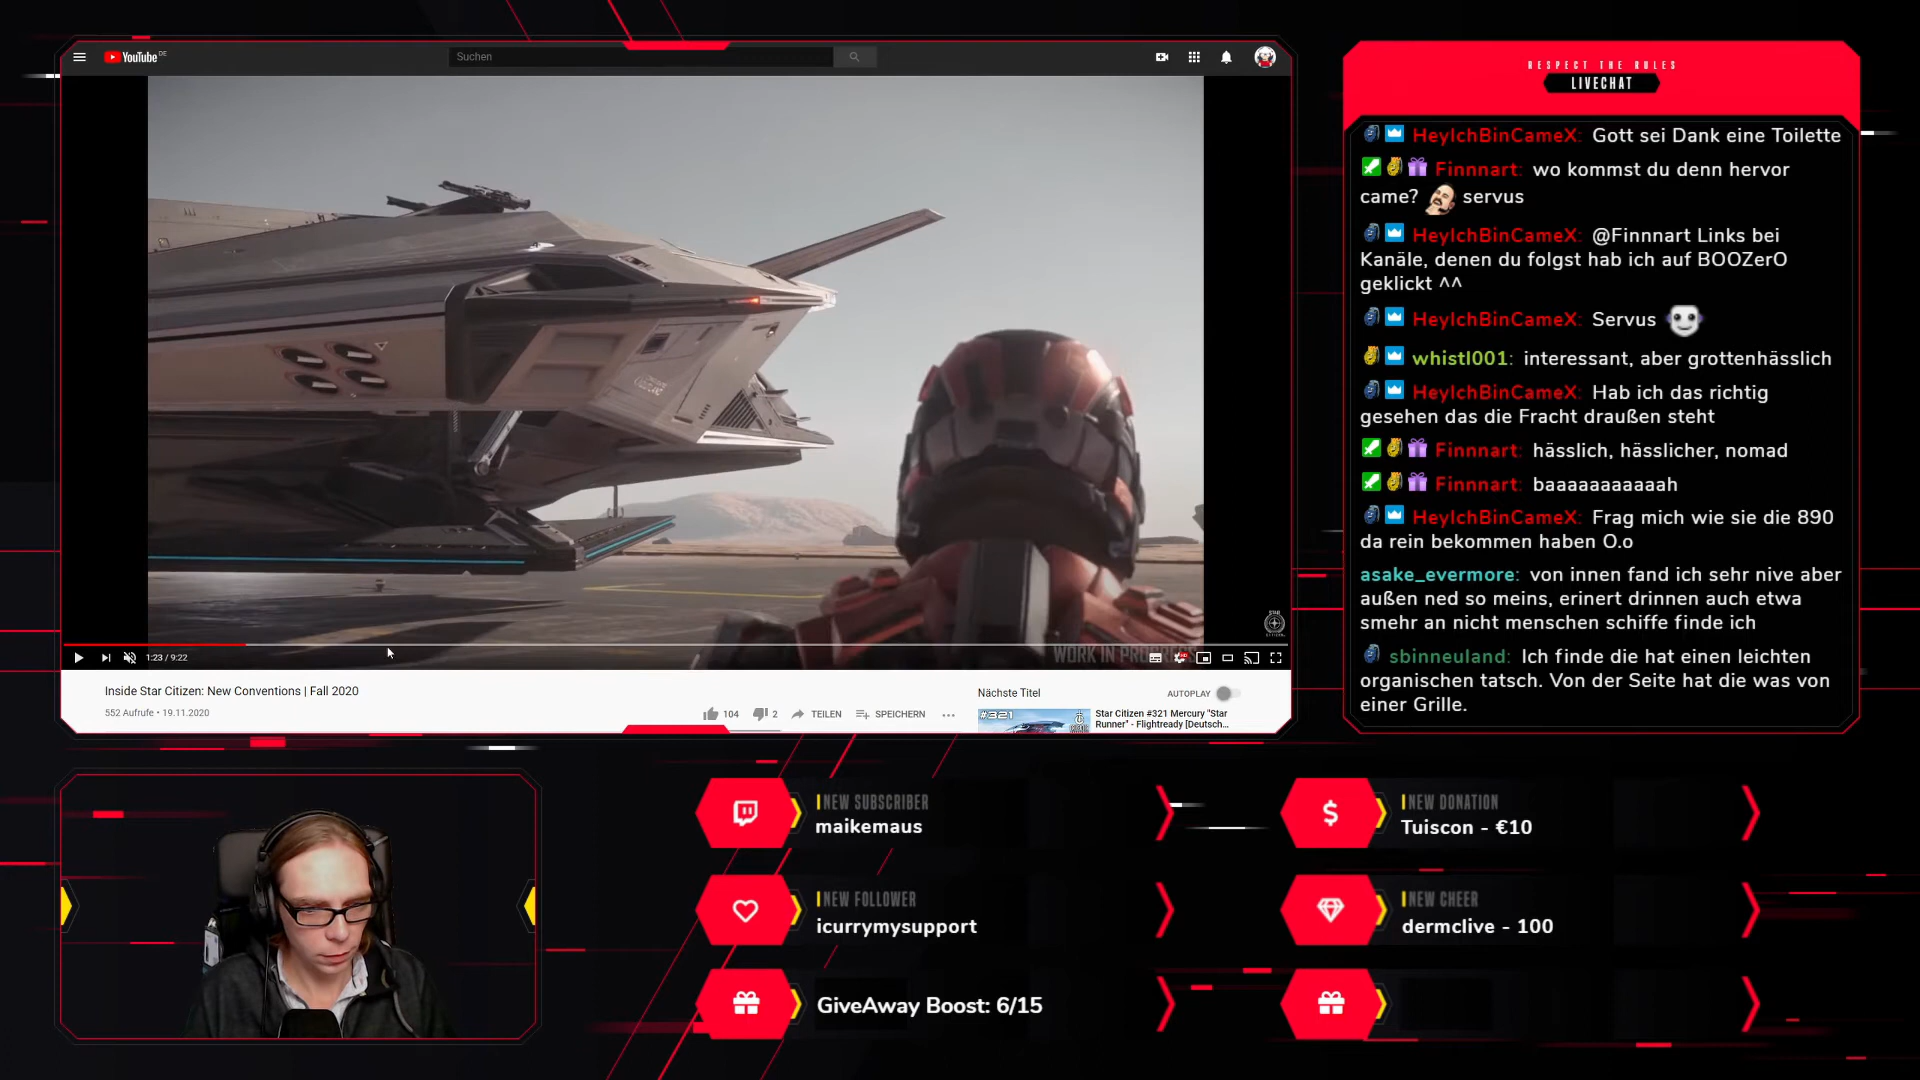 YouTube DE
Suchen
WORK IN PROGRESS
1:23 / 9:22
Inside Star Citizen: New Conventions | Fall 2020
552 Aufrufe • 19.11.2020
104
2
TEILEN
SPEICHERN
Nächste Titel
AUTOPLAY
#321
Star Citizen #321 Mercury "Star
Runner" - Flightready [Deutsch...
RESPECT THE RULES
LIVECHAT
HeyIchBinCameX: Gott sei Dank eine Toilette
Finnnart: wo kommst du denn hervor
came? servus
HeyIchBinCameX: @Finnnart Links bei
Kanäle, denen du folgst hab ich auf BOOZerO
geklickt ^^
HeyIchBinCameX: Servus
whistl001: interessant, aber grottenhässlich
HeyIchBinCameX: Hab ich das richtig
gesehen das die Fracht draußen steht
Finnnart: hässlich, hässlicher, nomad
Finnnart: baaaaaaaaaaah
HeyIchBinCameX: Frag mich wie sie die 890
da rein bekommen haben O.o
asake_evermore: von innen fand ich sehr nive aber
außen ned so meins, erinert drinnen auch etwa
smehr an nicht menschen schiffe finde ich
sbinneuland: Ich finde die hat einen leichten
organischen tatsch. Von der Seite hat die was von
einer Grille.
NEW SUBSCRIBER
maikemaus
NEW DONATION
Tuiscon - €10
NEW FOLLOWER
icurrymysupport
NEW CHEER
dermclive - 100
GiveAway Boost: 6/15